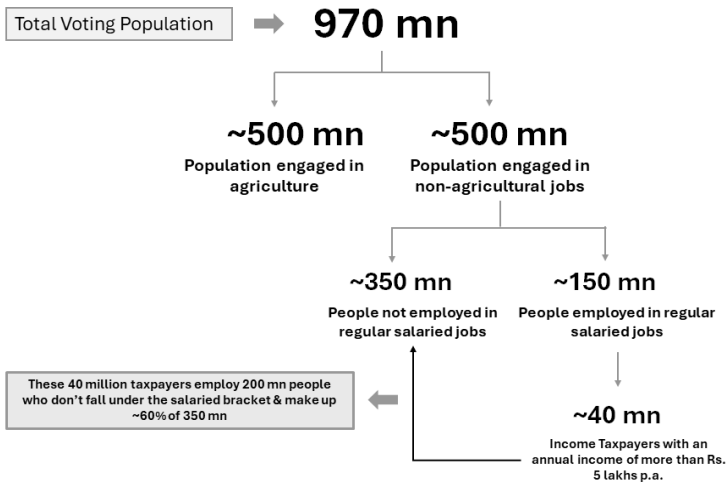 Total Voting Population
970 mn
~500 mn
Population engaged in
agriculture
~500 mn
Population engaged in
non-agricultural jobs
~350 mn
People not employed in
regular salaried jobs
~150 mn
People employed in regular
salaried jobs
These 40 million taxpayers employ 200 mn people
who don't fall under the salaried bracket & make up
~60% of 350 mn
~40 mn
Income Taxpayers with an
annual income of more than Rs.
5 lakhs p.a.